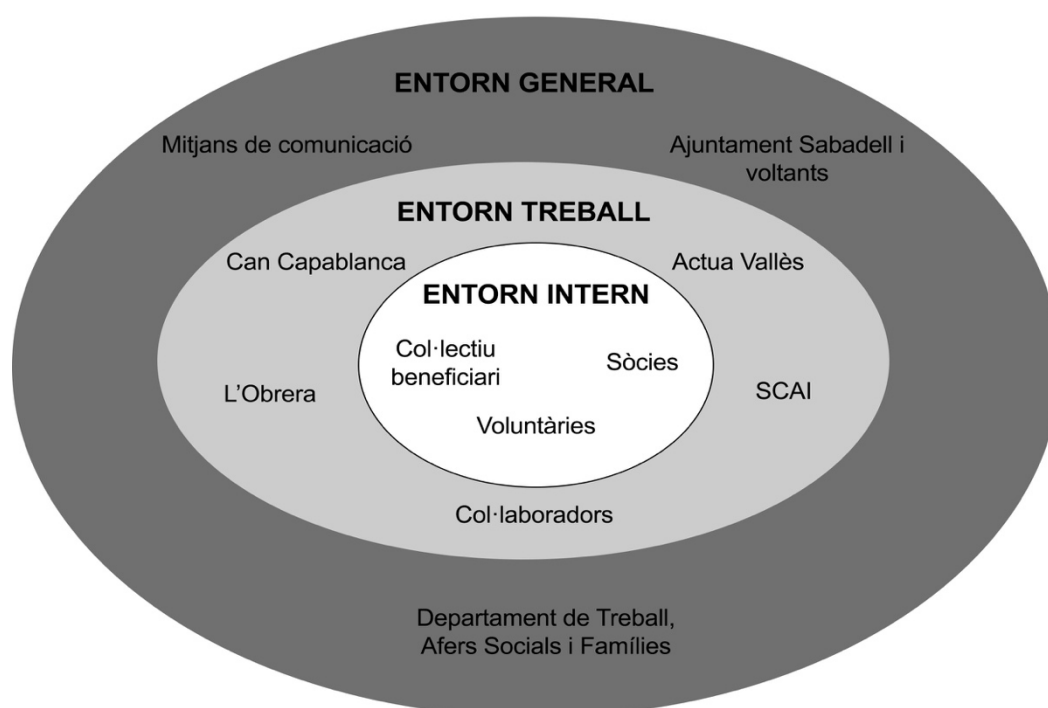 ENTORN GENERAL
Mitjans de comunicació
Ajuntament Sabadell i
voltants
ENTORN TREBALL
Can Capablanca
Actua Vallès
ENTORN INTERN
Col·lectiu
beneficiari
Sòcies
L'Obrera
SCAI
Voluntàries
Col·laboradors
Departament de Treball,
Afers Socials i Famílies